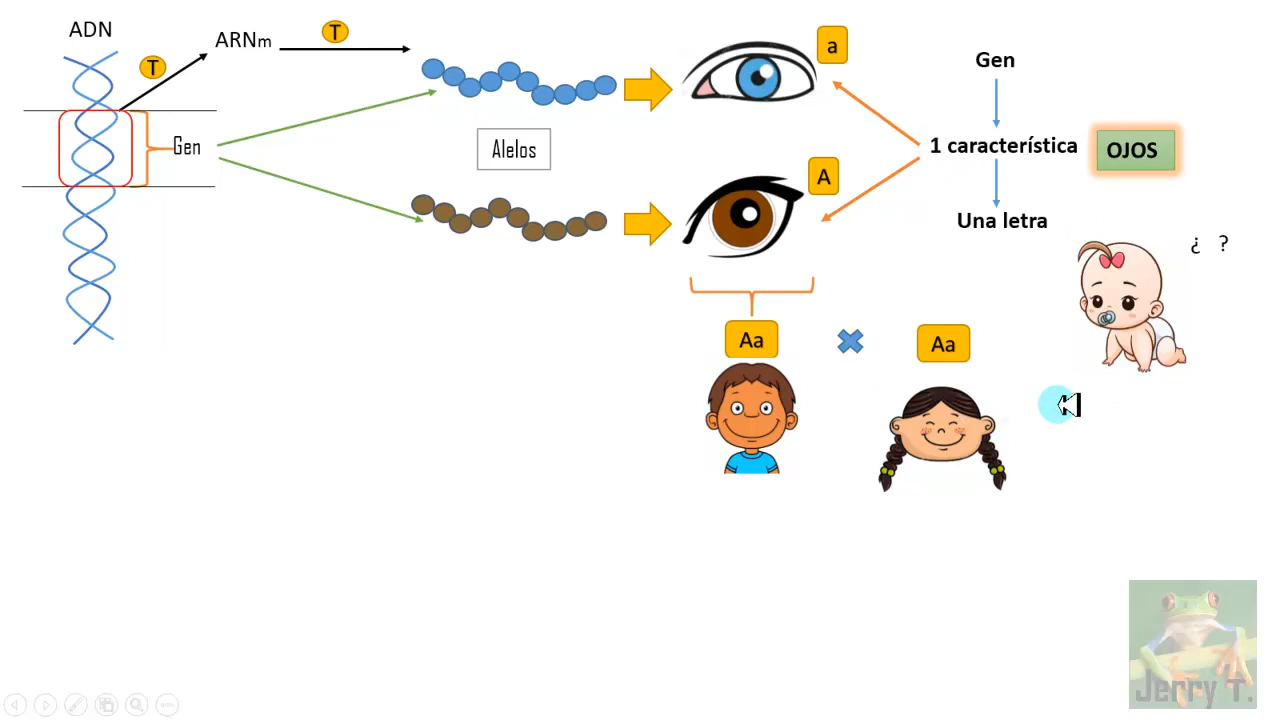 ADN
T
ARNm
T
Gen
Alelos
a
A
Gen
1 característica
OJOS
Una letra
¿ ?
Aa
Aa
Jerry T.